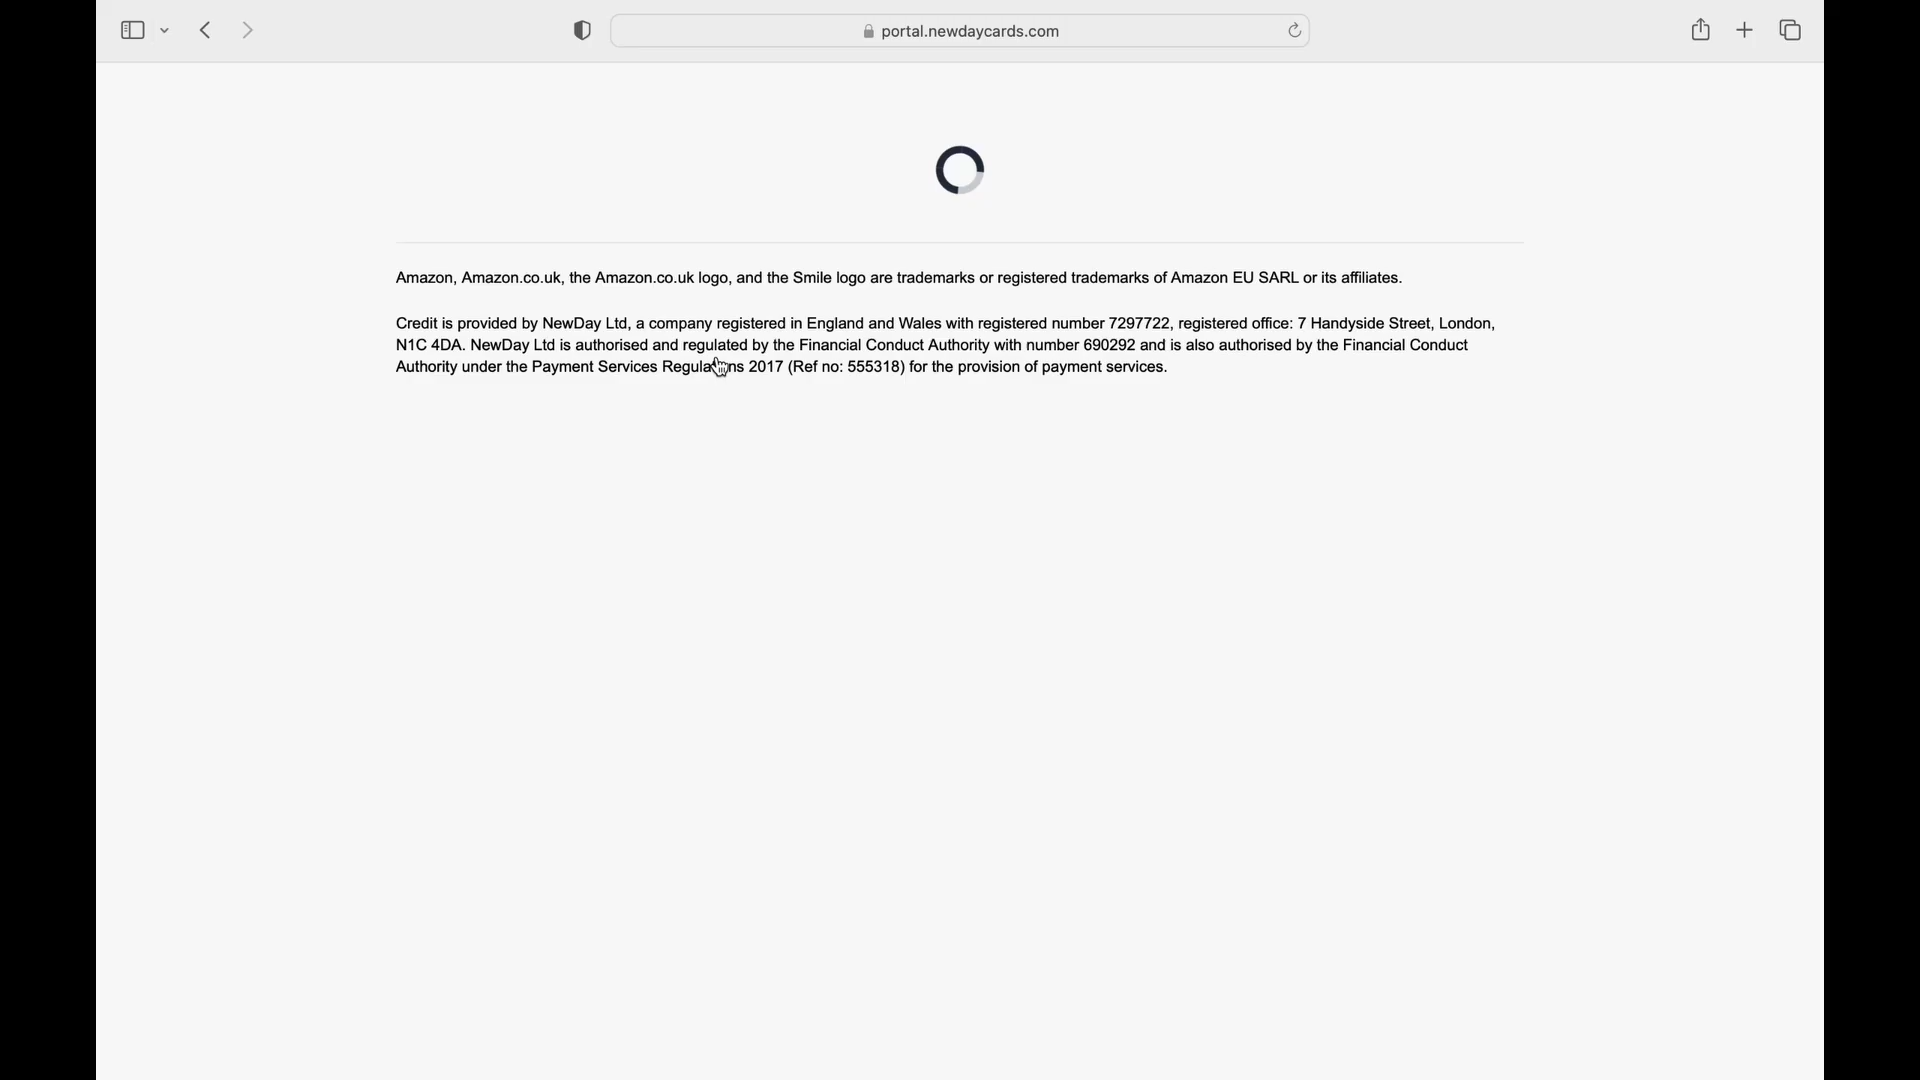 portal.newdaycards.com
Amazon, Amazon.co.uk, the Amazon.co.uk logo, and the Smile logo are trademarks or registered trademarks of Amazon EU SARL or its affiliates.
Credit is provided by NewDay Ltd, a company registered in England and Wales with registered number 7297722, registered office: 7 Handyside Street, London,
N1C 4DA. NewDay Ltd is authorised and regulated by the Financial Conduct Authority with number 690292 and is also authorised by the Financial Conduct
Authority under the Payment Services Regulations 2017 (Ref no: 555318) for the provision of payment services.